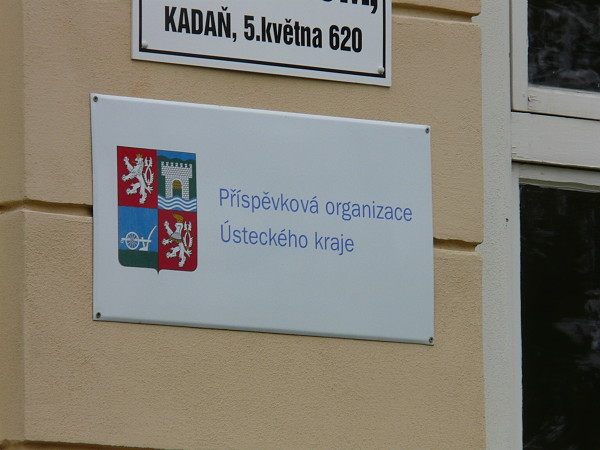 KADAŇ, 5.května 620
Příspěvková organizace
Ústeckého kraje